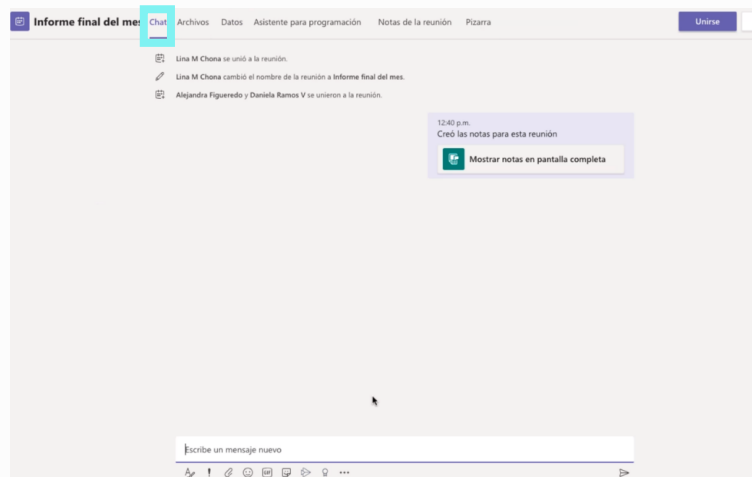 Informe final del mes Chat Archivos Datos Asistente para programación Notas de la reunión Pizarra Unirse
Lina M Chona se unió a la reunión.
Lina M Chona cambió el nombre de la reunión a Informe final del mes.
Alejandra Figueredo y Daniela Ramos V se unieron a la reunión.
12:40 p.m.
Creó las notas para esta reunión
Mostrar notas en pantalla completa
Escribe un mensaje nuevo
GIF